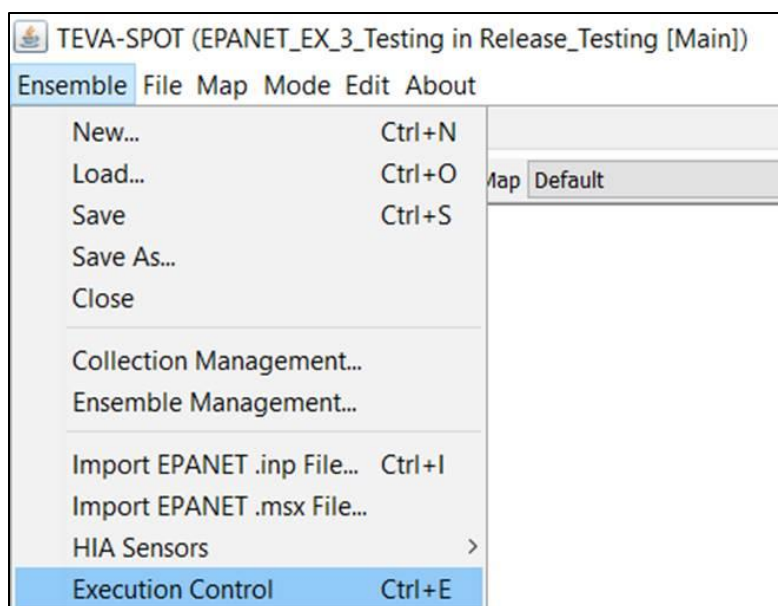 TEVA-SPOT (EPANET_EX_3_Testing in Release_Testing [Main])
Ensemble File Map Mode Edit About
New... Ctrl+N
Load... Ctrl+O
Map Default
Save Ctrl+S
Save As...
Close
Collection Management...
Ensemble Management...
Import EPANET .inp File... Ctrl+I
Import EPANET .msx File...
HIA Sensors >
Execution Control Ctrl+E